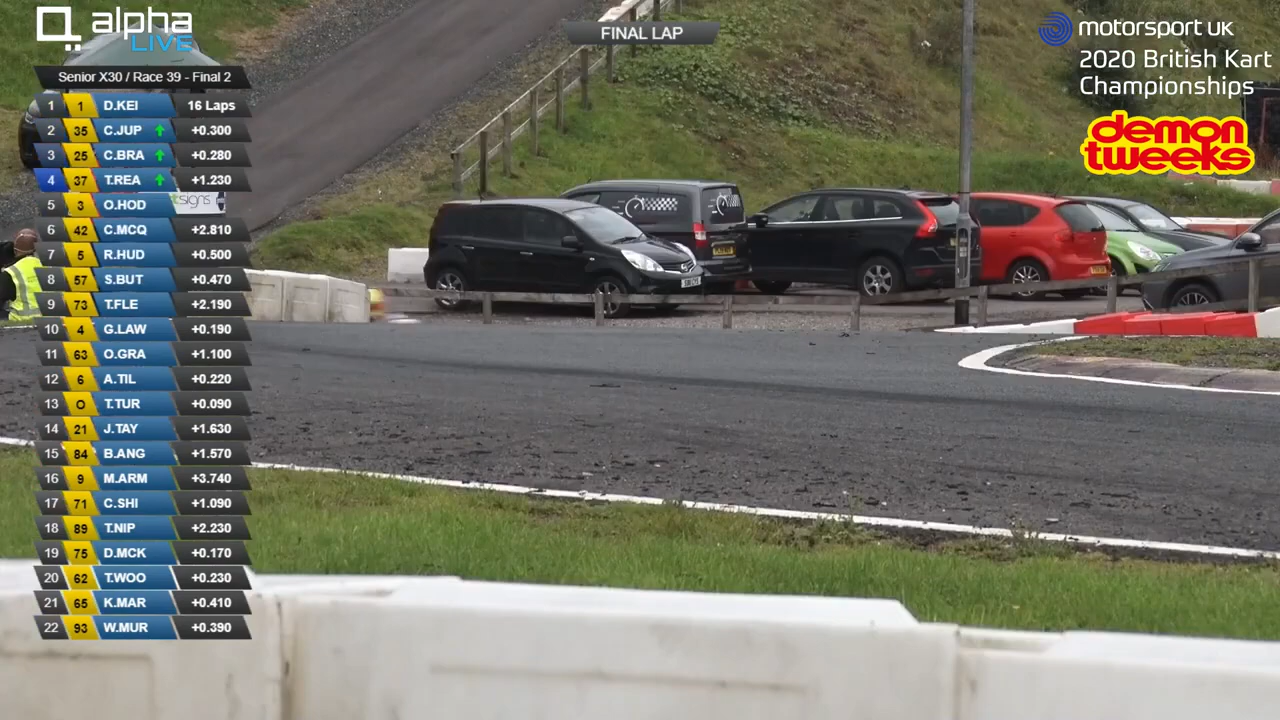 alpha
LIVE
FINAL LAP
motorsport UK
2020 British Kart
Championships
demon
tweeks
Senior X30 / Race 39 - Final 2
1 1 D.KEI 16 Laps
2 35 C.JUP +0.300
3 25 C.BRA +0.280
4 37 T.REA +1.230
5 3 O.HOD
6 42 C.MCQ +2.810
7 5 R.HUD +0.500
8 57 S.BUT +0.470
9 73 T.FLE +2.190
10 4 G.LAW +0.190
11 63 O.GRA +1.100
12 6 A.TIL +0.220
13 O T.TUR +0.090
14 21 J.TAY +1.630
15 84 B.ANG +1.570
16 9 M.ARM +3.740
17 71 C.SHI +1.090
18 89 T.NIP +2.230
19 75 D.MCK +0.170
20 62 T.WOO +0.230
21 65 K.MAR +0.410
22 93 W.MUR +0.390